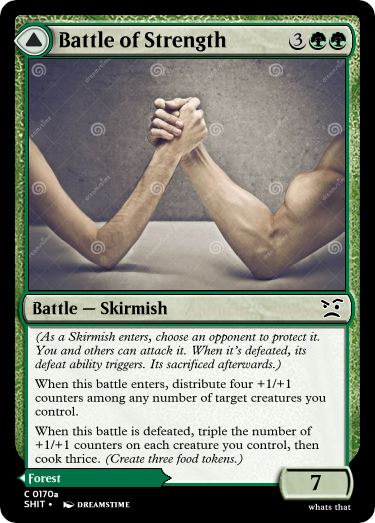 Battle of Strength 3
Battle — Skirmish
(As a Skirmish enters, choose an opponent to protect it.
You and others can attack it. When it's defeated, its
defeat ability triggers. Its sacrificed afterwards.)
When this battle enters, distribute four +1/+1
counters among any number of target creatures you
control.
When this battle is defeated, triple the number of
+1/+1 counters on each creature you control, then
cook thrice. (Create three food tokens.)
Forest
7
C 0170a
SHIT • DREAMSTIME
whats that